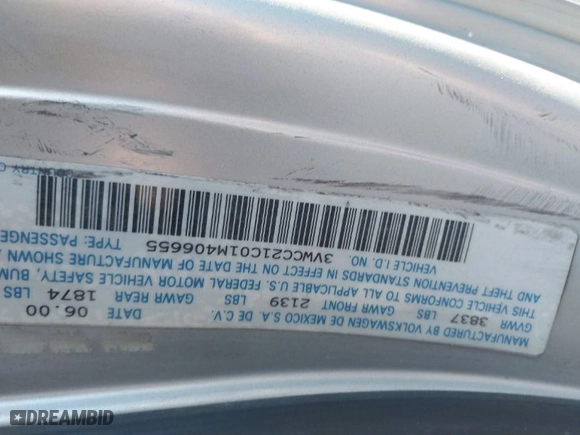 MANUFACTURED BY VOLKSWAGEN DE MEXICO S.A. DE C.V.
DATE 06.00
GVWR 3837 LBS GAWR FRONT 2139 LBS GAWR REAR 1874 LBS
THIS VEHICLE CONFORMS TO ALL APPLICABLE U.S. FEDERAL MOTOR VEHICLE SAFETY, BUM
AND THEFT PREVENTION STANDARDS IN EFFECT ON THE DATE OF MANUFACTURE SHOWN
VEHICLE I.D. NO. 3VWCC21C01M406655 TYPE: PASSENGE
DREAMBID